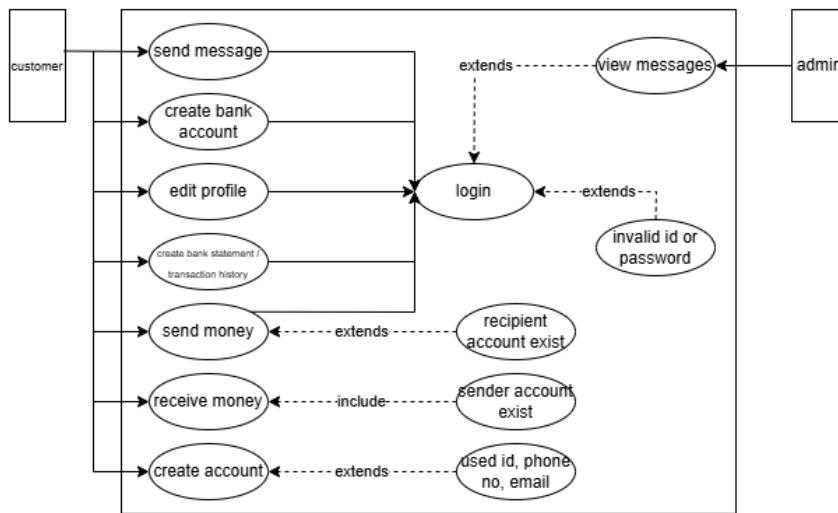 customer
send message
extends
view messages
admin
create bank
account
edit profile
login
extends
invalid id or
password
create bank statement /
transaction history
send money
extends
recipient
account exist
receive money
include
sender account
exist
create account
extends
used id, phone
no, email